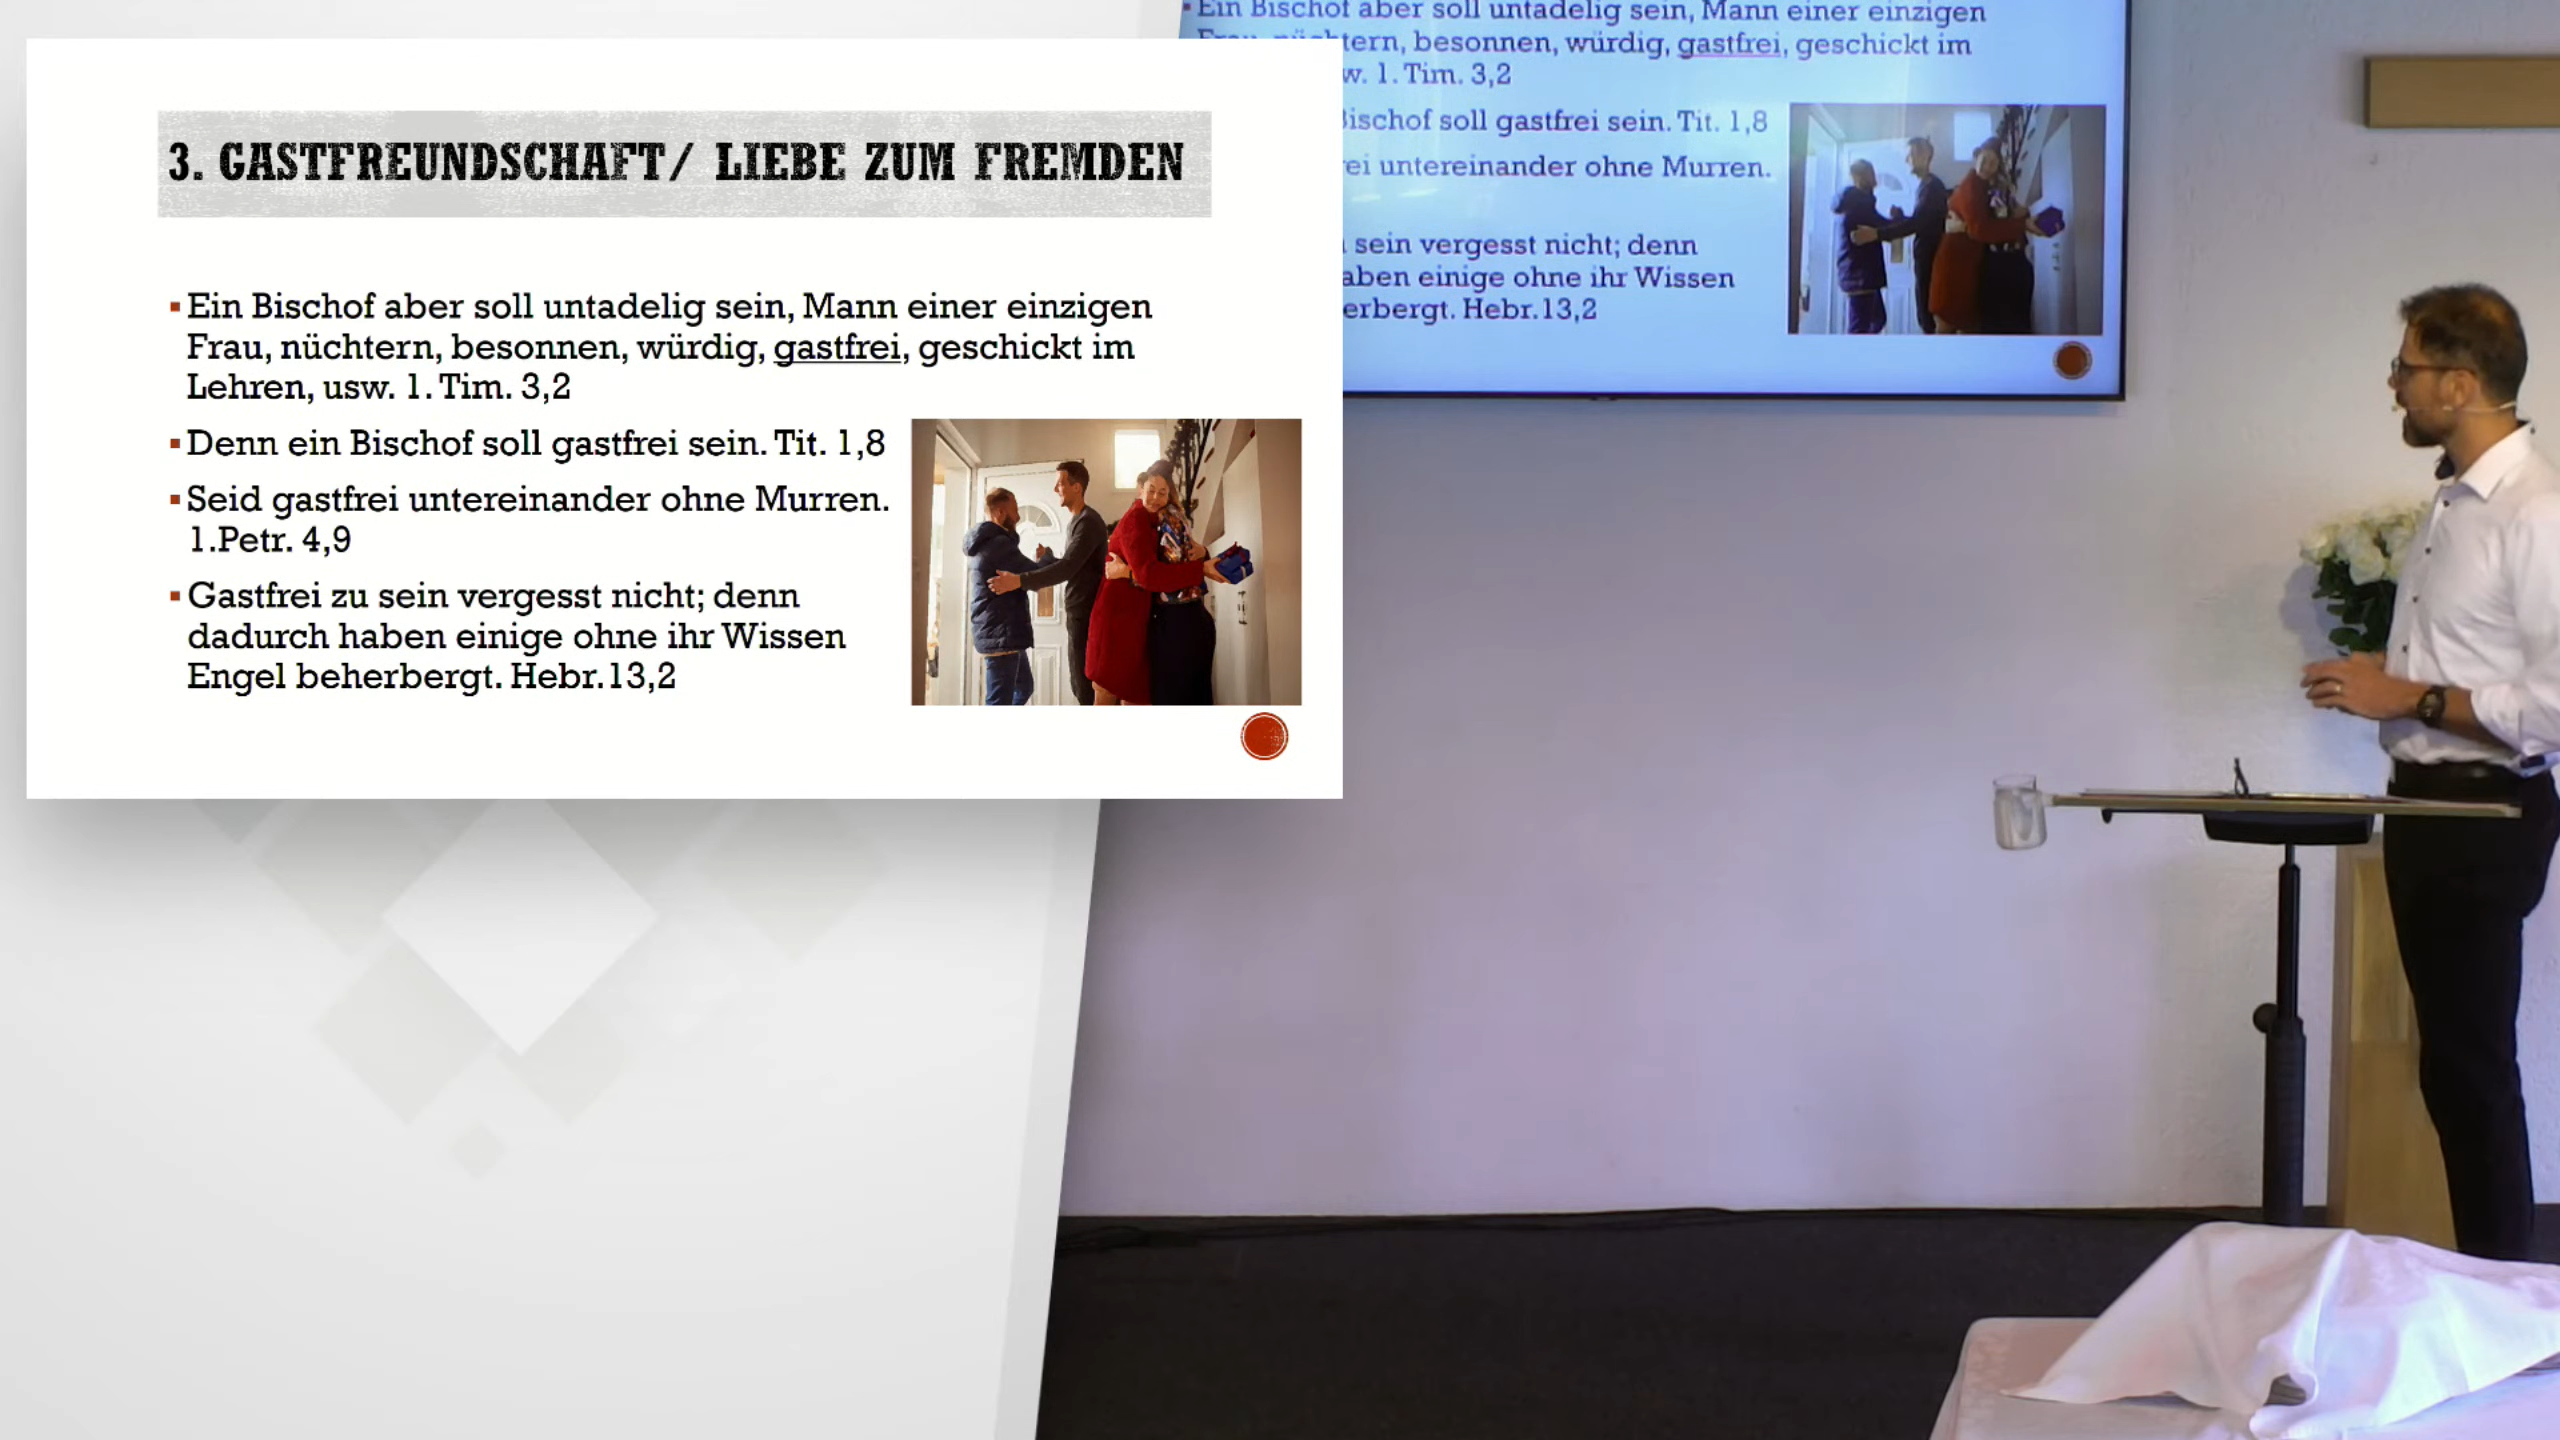 3. GASTFREUNDSCHAFT/ LIEBE ZUM FREMDEN
▪Ein Bischof aber soll untadelig sein, Mann einer einzigen
Frau, nüchtern, besonnen, würdig, gastfrei, geschickt im
Lehren, usw. 1. Tim. 3,2
▪Denn ein Bischof soll gastfrei sein. Tit. 1,8
▪Seid gastfrei untereinander ohne Murren.
1.Petr. 4,9
▪Gastfrei zu sein vergesst nicht; denn
dadurch haben einige ohne ihr Wissen
Engel beherbergt. Hebr.13,2
▪Ein Bischof aber soll untadelig sein, Mann einer einzigen
tern, besonnen, würdig, gastfrei, geschickt im
w. 1. Tim. 3,2
ischof soll gastfrei sein. Tit. 1,8
ei untereinander ohne Murren.
sein vergesst nicht; denn
aben einige ohne ihr Wissen
erbergt. Hebr.13,2